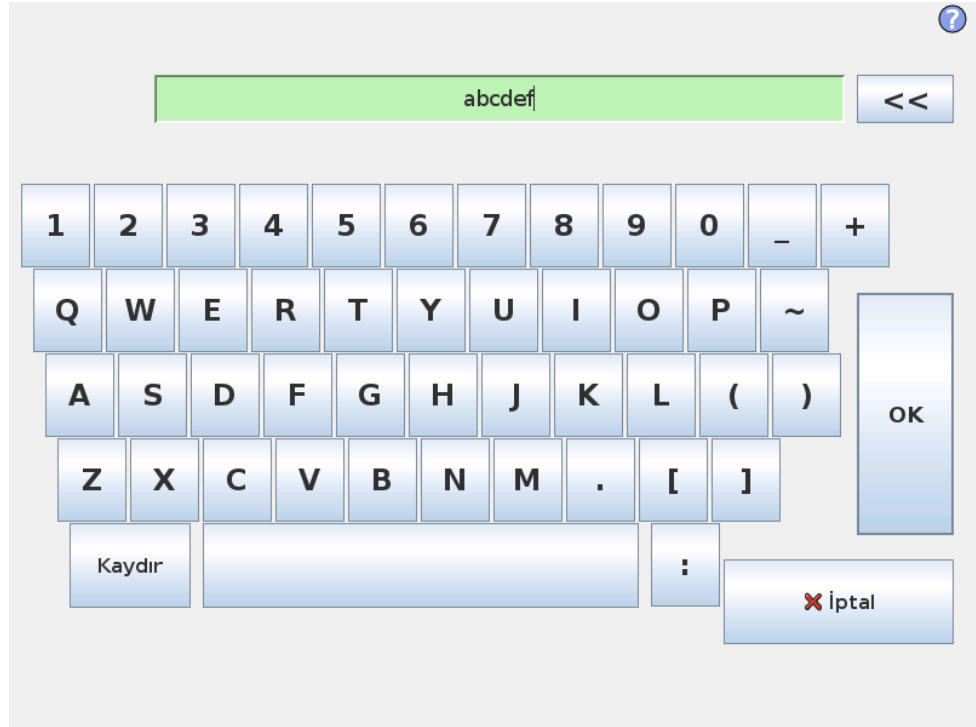 ?
abcdef
<<
1 2 3 4 5 6 7 8 9 0 _ +
Q W E R T Y U I O P ~
A S D F G H J K L ( )
OK
Z X C V B N M . [ ]
Kaydır :
İptal